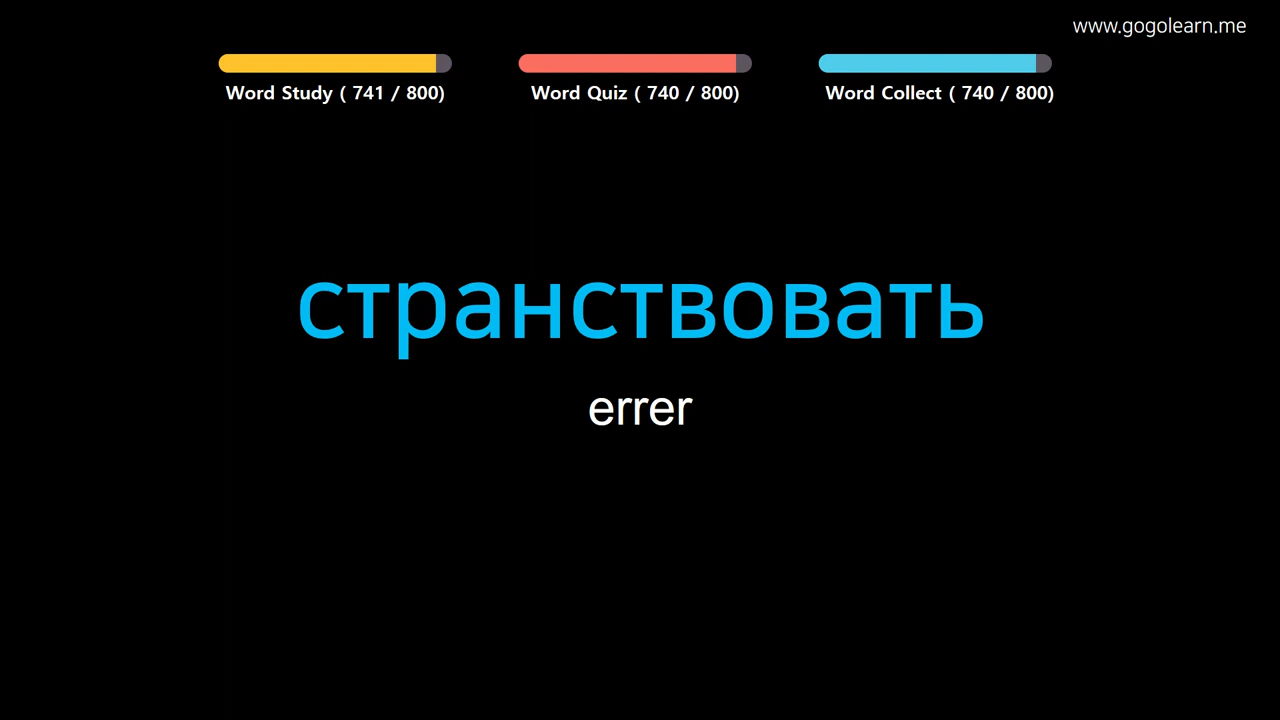 www.gogolearn.me
Word Study ( 741 / 800)
Word Quiz ( 740 / 800)
Word Collect ( 740 / 800)
странствовать
errer